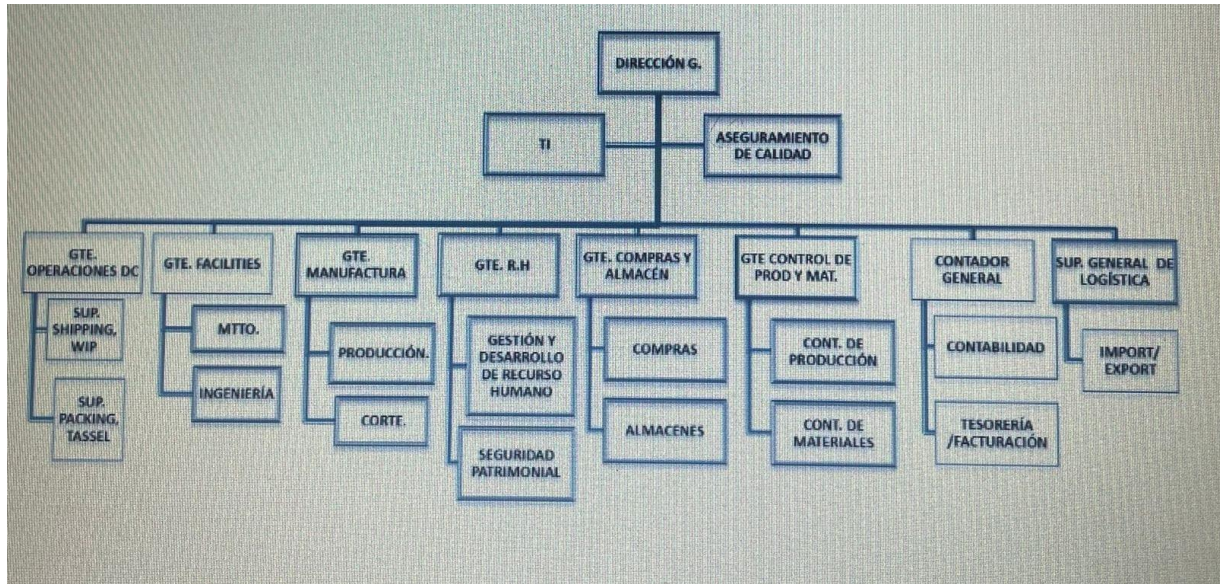 DIRECCIÓN G.
TI
ASEGURAMIENTO
DE CALIDAD
GTE.
OPERACIONES DC
GTE. FACILITIES
GTE.
MANUFACTURA
GTE. R.H
GTE. COMPRAS Y
ALMACÉN
GTE CONTROL DE
PROD Y MAT.
CONTADOR
GENERAL
SUP. GENERAL DE
LOGÍSTICA
SUP.
SHIPPING,
WIP
SUP.
PACKING,
TASSEL
MTTO.
INGENIERÍA
PRODUCCIÓN.
CORTE.
GESTIÓN Y
DESARROLLO
DE RECURSO
HUMANO
SEGURIDAD
PATRIMONIAL
COMPRAS
ALMACENES
CONT. DE
PRODUCCIÓN
CONT. DE
MATERIALES
CONTABILIDAD
TESORERÍA
/FACTURACIÓN
IMPORT/
EXPORT